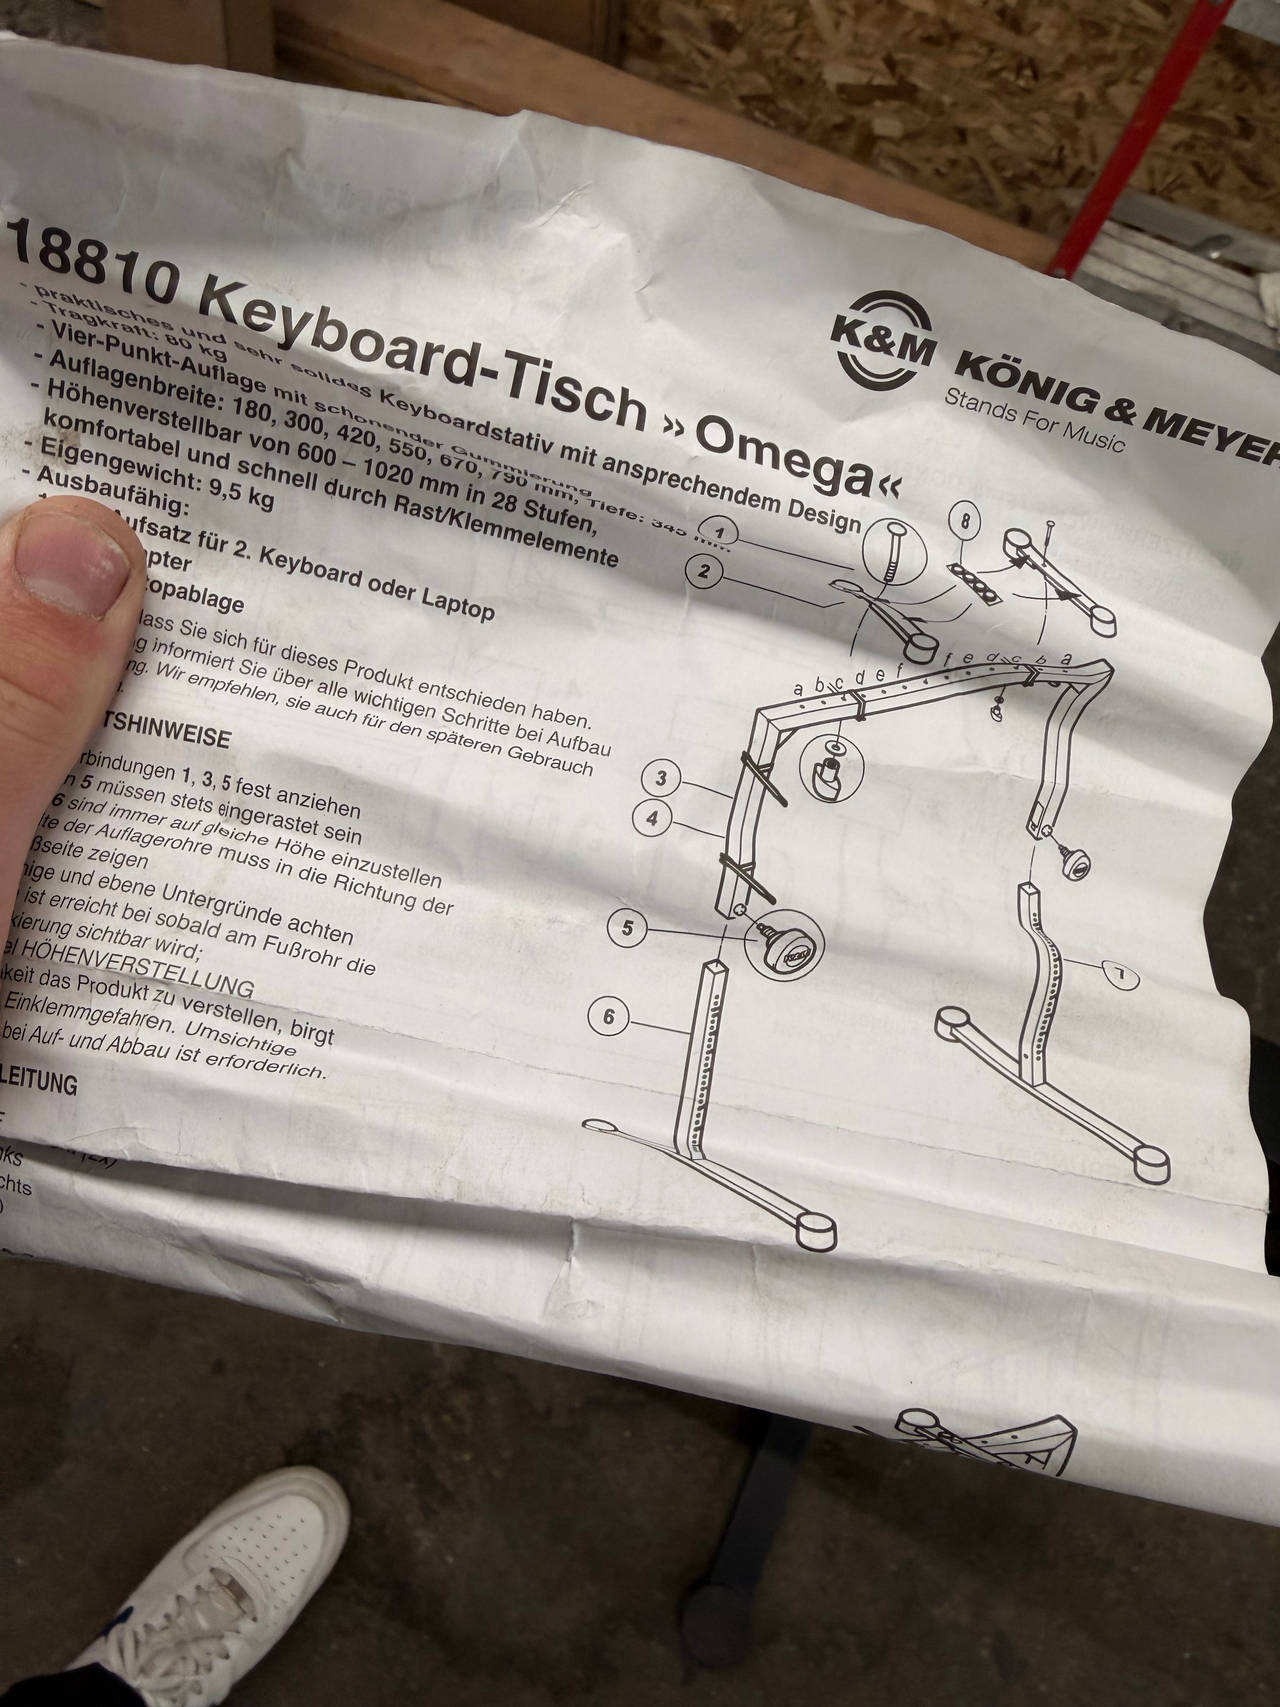 18810 Keyboard-Tisch »Omega«
K&M KÖNIG & MEYER
Stands For Music
- praktisches und sehr solides Keyboardstativ mit ansprechendem Design
- Tragkraft: 80 kg
- Vier-Punkt-Auflage mit schonender Gummierung
- Auflagenbreite: 180, 300, 420, 550, 670, 790 mm, Tiefe: 345 mm
- Höhenverstellbar von 600 – 1020 mm in 28 Stufen,
komfortabel und schnell durch Rast/Klemmelemente
- Eigengewicht: 9,5 kg
- Ausbaufähig:
ufsatz für 2. Keyboard oder Laptop
pter
topablage
lass Sie sich für dieses Produkt entschieden haben.
g informiert Sie über alle wichtigen Schritte bei Aufbau
ng. Wir empfehlen, sie auch für den späteren Gebrauch
TSHINWEISE
rbindungen 1, 3, 5 fest anziehen
n 5 müssen stets eingerastet sein
6 sind immer auf gleiche Höhe einzustellen
te der Auflagerohre muss in die Richtung der
ßseite zeigen
ige und ebene Untergründe achten
ist erreicht bei sobald am Fußrohr die
kierung sichtbar wird;
el HÖHENVERSTELLUNG
keit das Produkt zu verstellen, birgt
Einklemmgefahren. Umsichtige
bei Auf- und Abbau ist erforderlich.
LEITUNG
nks
chts
1
2
8
a b c d e f f e d c b a
3
4
5
K&M
6
7